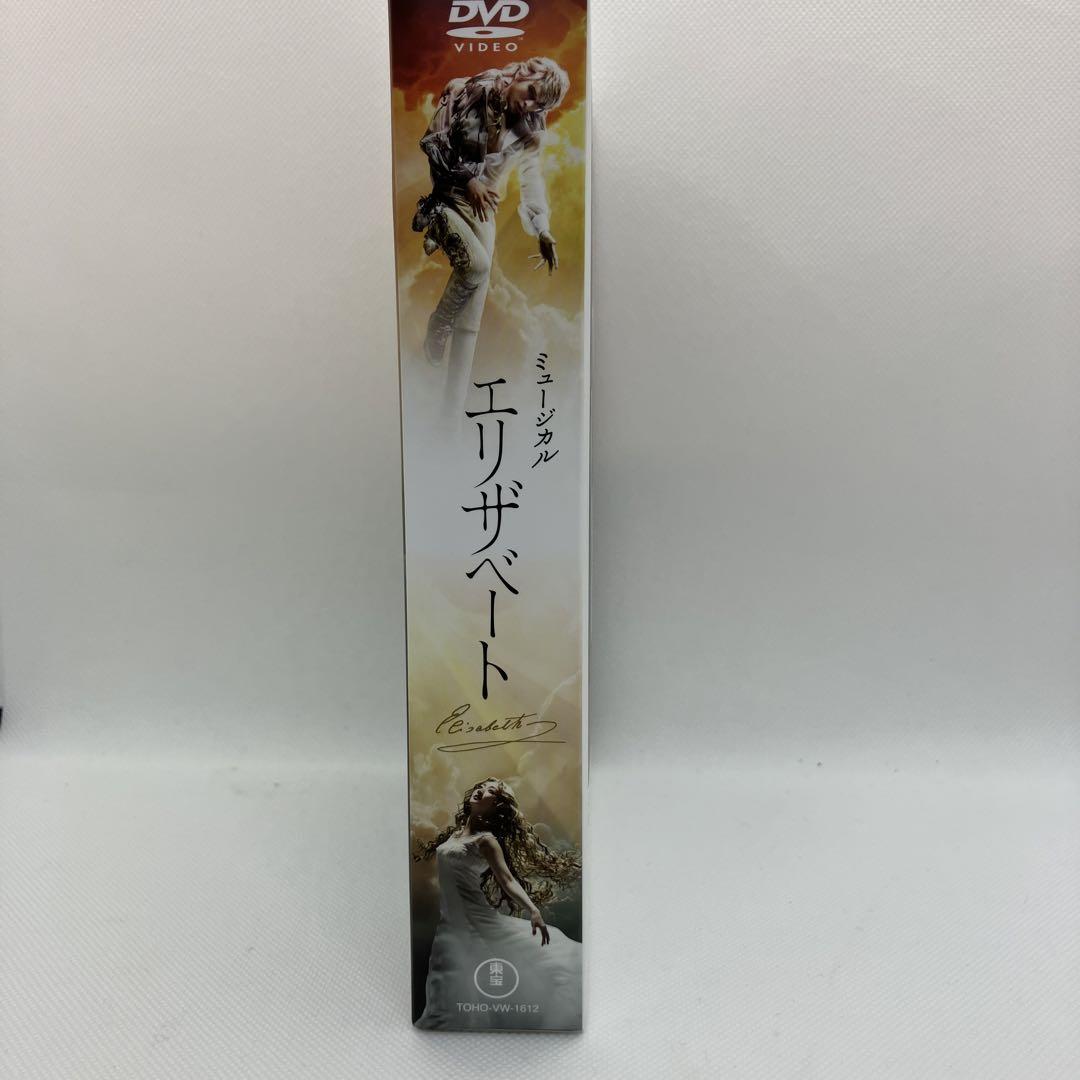 DVD
VIDEO
ミュージカル
エリザベート
Elisabeth
東宝
TOHO-VW-1612